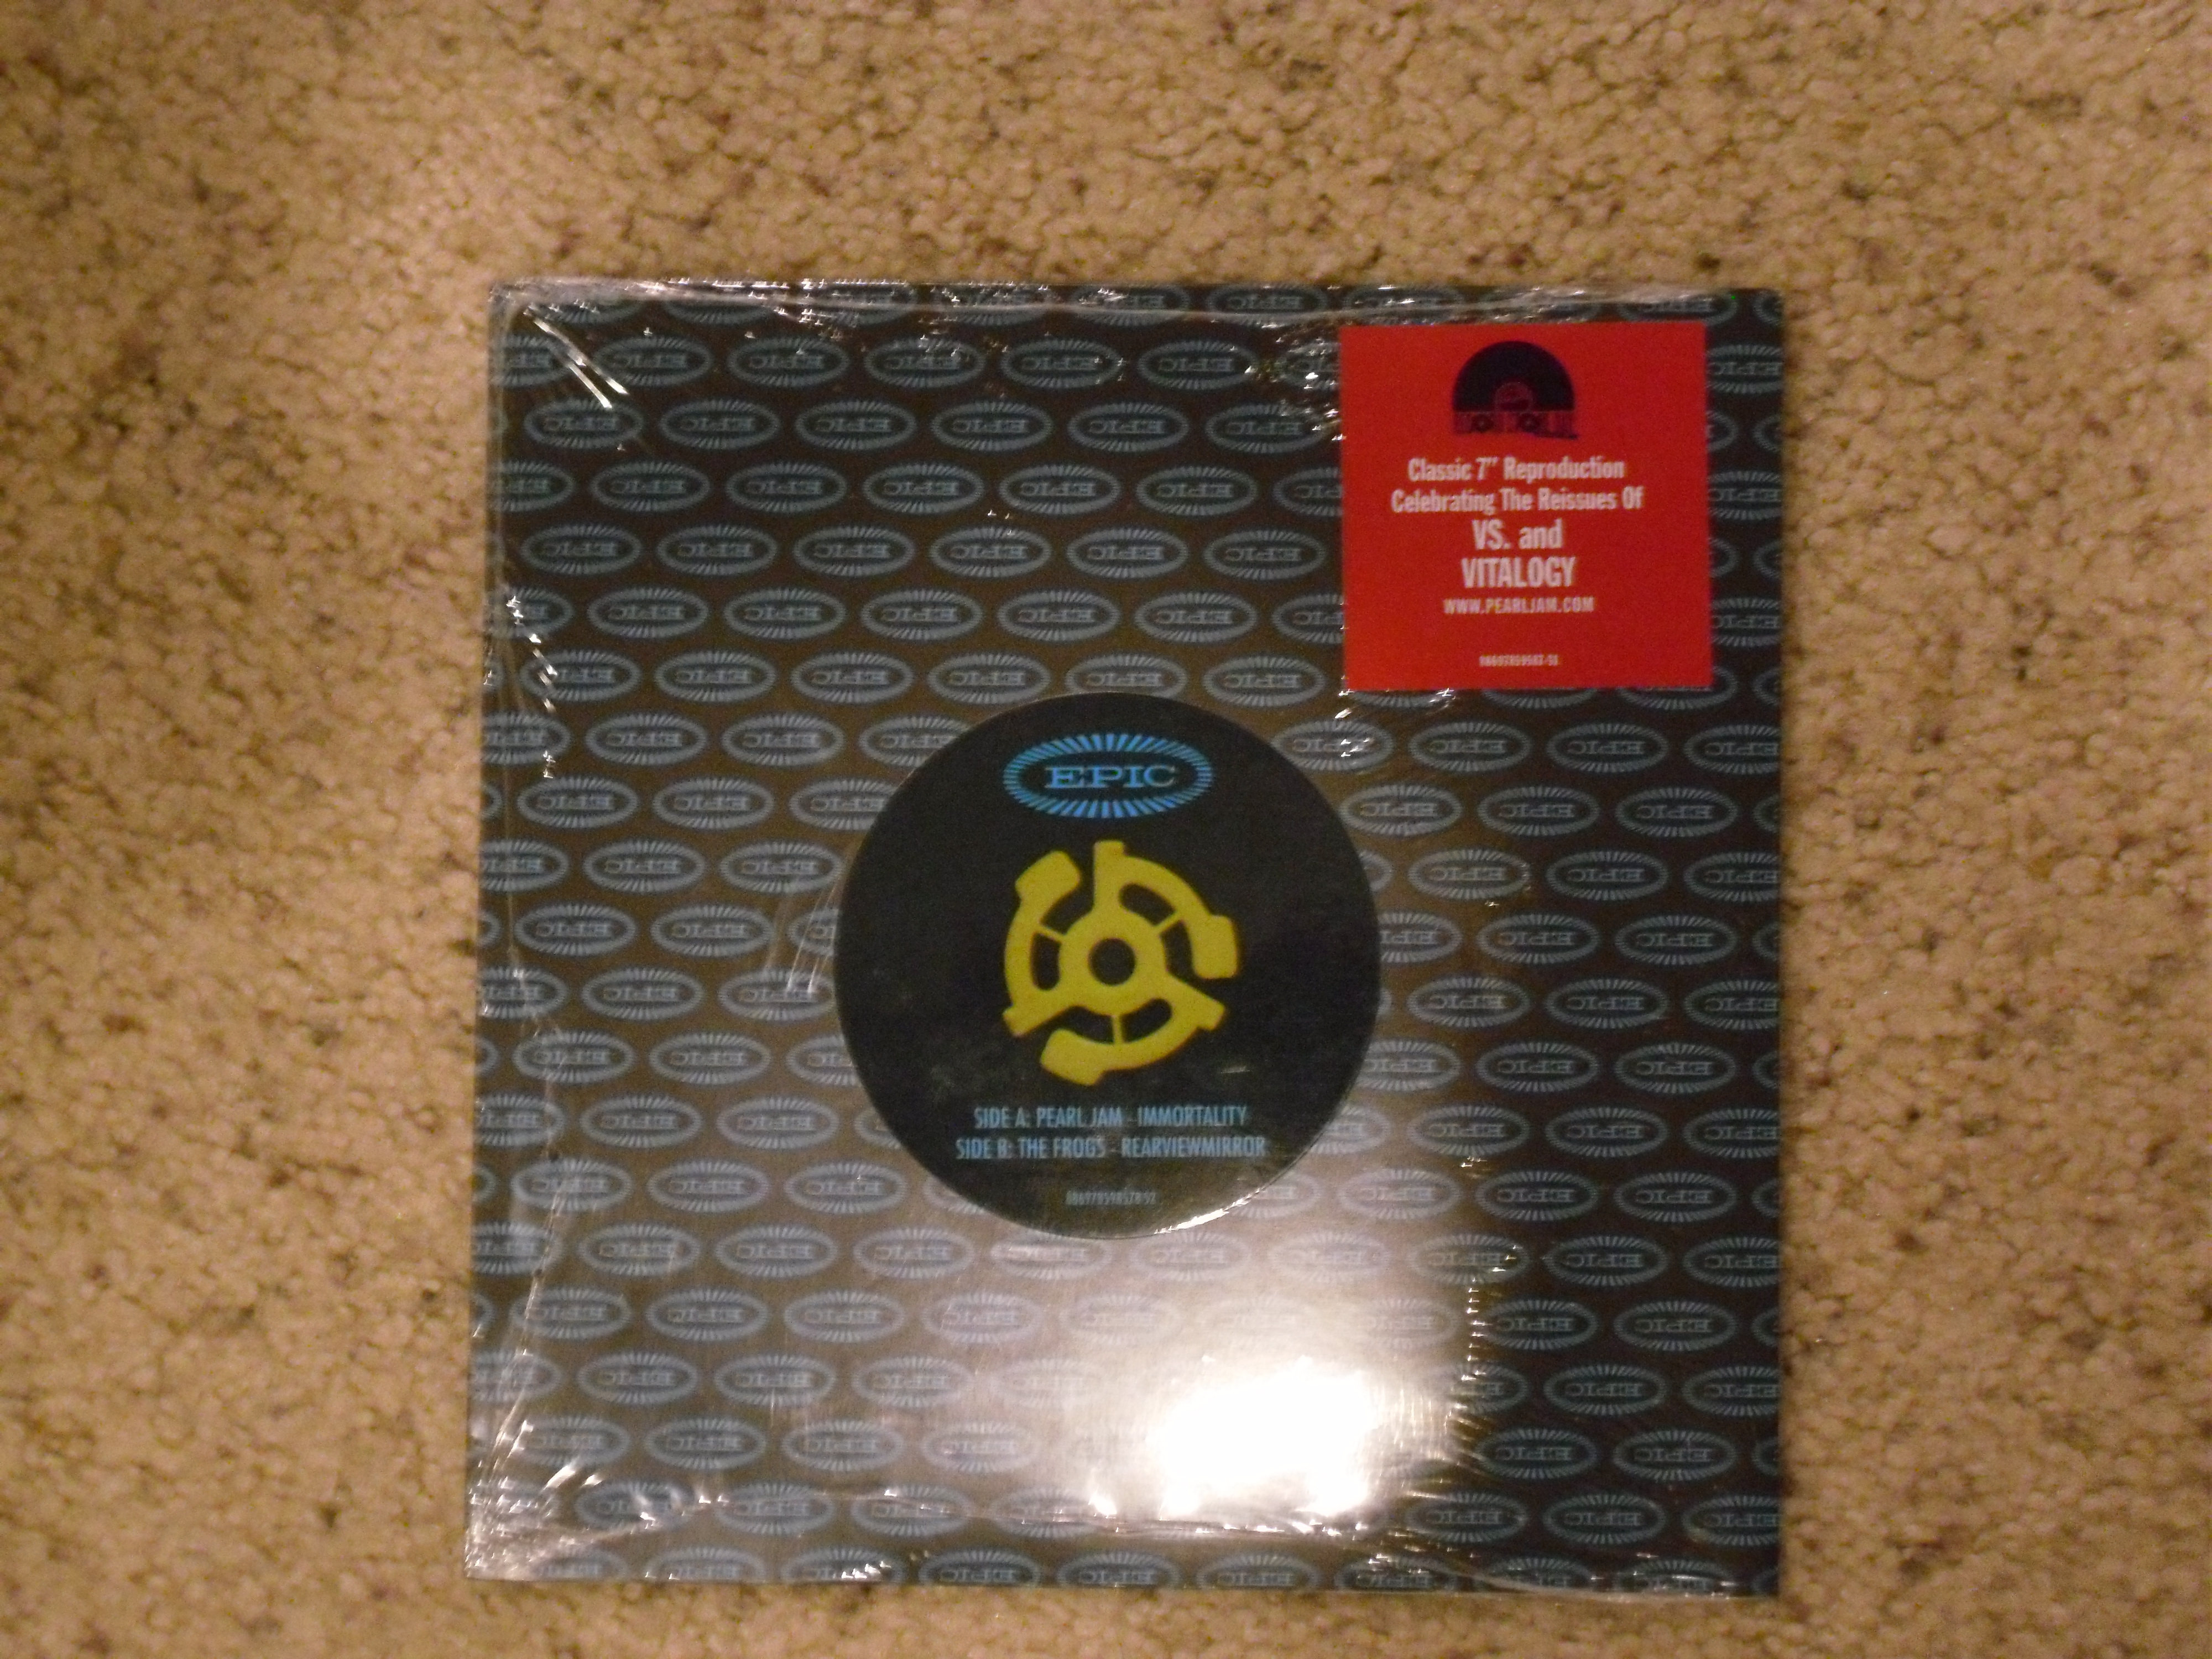 Classic 7" Reproduction
Celebrating The Reissues Of
VS. and
VITALOGY
WWW.PEARLJAM.COM
EPIC
SIDE A: PEARL JAM - IMMORTALITY
SIDE B: THE FROGS - REARVIEWMIRROR